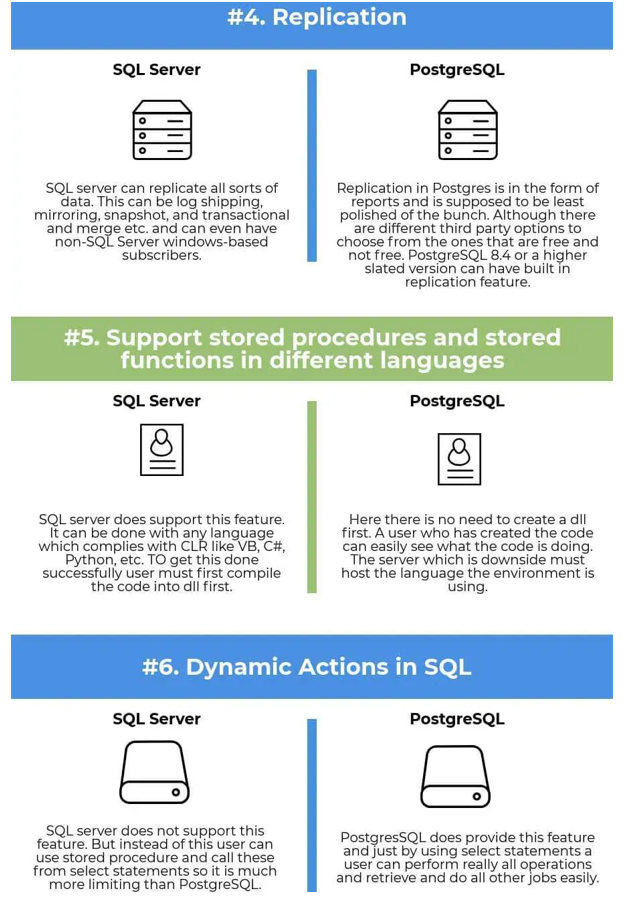 #4. Replication
SQL Server
SQL server can replicate all sorts of
data. This can be log shipping,
mirroring, snapshot, and transactional
and merge etc. and can even have
non-SQL Server windows-based
subscribers.
PostgreSQL
Replication in Postgres is in the form of
reports and is supposed to be least
polished of the bunch. Although there
are different third party options to
choose from the ones that are free and
not free. PostgreSQL 8.4 or a higher
slated version can have built in
replication feature.
#5. Support stored procedures and stored
functions in different languages
SQL Server
SQL server does support this feature.
It can be done with any language
which complies with CLR like VB, C#,
Python, etc. TO get this done
successfully user must first compile
the code into dll first.
PostgreSQL
Here there is no need to create a dll
first. A user who has created the code
can easily see what the code is doing.
The server which is downside must
host the language the environment is
using.
#6. Dynamic Actions in SQL
SQL Server
SQL server does not support this
feature. But instead of this user can
use stored procedure and call these
from select statements so it is much
more limiting than PostgreSQL.
PostgreSQL
PostgresSQL does provide this feature
and just by using select statements a
user can perform really all operations
and retrieve and do all other jobs easily.